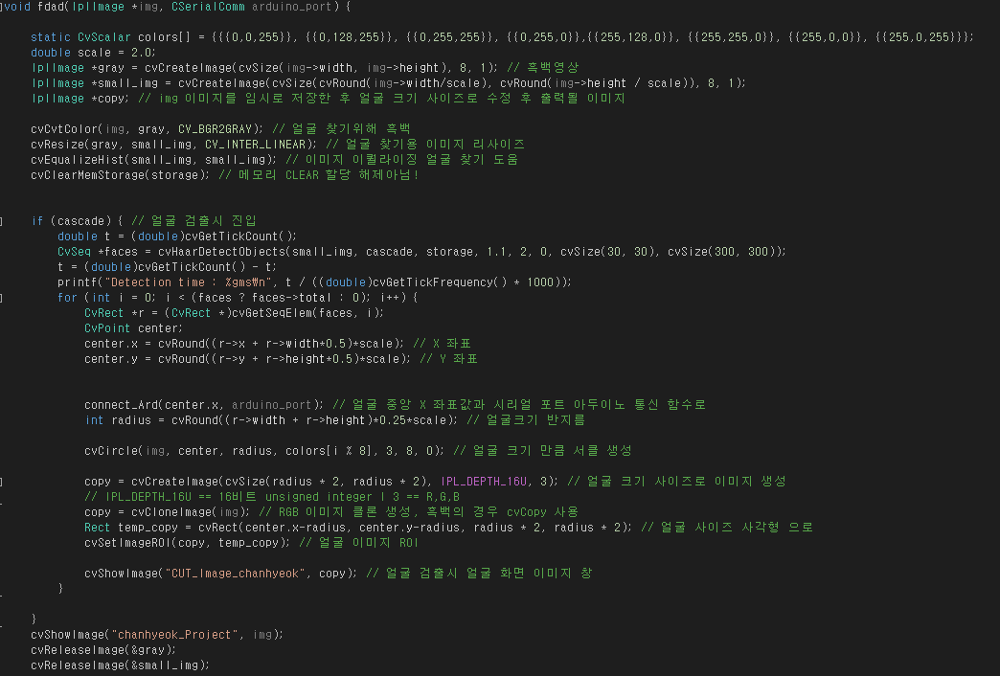 void fdad(IplImage *img, CSerialComm arduino_port) {
static CvScalar colors[] = {{{0,0,255}}, {{0,128,255}}, {{0,255,255}}, {{0,255,0}},{{255,128,0}}, {{255,255,0}}, {{255,0,0}}, {{255,0,255}}};
double scale = 2.0;
IplImage *gray = cvCreateImage(cvSize(img->width, img->height), 8, 1); // 흑백영상
IplImage *small_img = cvCreateImage(cvSize(cvRound(img->width/scale), cvRound(img->height / scale)), 8, 1);
IplImage *copy; // img 이미지를 임시로 저장한 후 얼굴 크기 사이즈로 수정 후 출력될 이미지
cvCvtColor(img, gray, CV_BGR2GRAY); // 얼굴 찾기위해 흑백
cvResize(gray, small_img, CV_INTER_LINEAR); // 얼굴 찾기용 이미지 리사이즈
cvEqualizeHist(small_img, small_img); // 이미지 이퀄라이징 얼굴 찾기 도움
cvClearMemStorage(storage); // 메모리 CLEAR 할당 해제아님!
if (cascade) { // 얼굴 검출시 진입
double t = (double)cvGetTickCount();
CvSeq *faces = cvHaarDetectObjects(small_img, cascade, storage, 1.1, 2, 0, cvSize(30, 30), cvSize(300, 300));
t = (double)cvGetTickCount() - t;
printf("Detection time : %gms₩n", t / ((double)cvGetTickFrequency() * 1000));
for (int i = 0; i < (faces ? faces->total : 0); i++) {
CvRect *r = (CvRect *)cvGetSeqElem(faces, i);
CvPoint center;
center.x = cvRound((r->x + r->width*0.5)*scale); // X 좌표
center.y = cvRound((r->y + r->height*0.5)*scale); // Y 좌표
connect_Ard(center.x, arduino_port); // 얼굴 중앙 X 좌표값과 시리얼 포트 아두이노 통신 함수로
int radius = cvRound((r->width + r->height)*0.25*scale); // 얼굴크기 반지름
cvCircle(img, center, radius, colors[i % 8], 3, 8, 0); // 얼굴 크기 만큼 서클 생성
copy = cvCreateImage(cvSize(radius * 2, radius * 2), IPL_DEPTH_16U, 3); // 얼굴 크기 사이즈로 이미지 생성
// IPL_DEPTH_16U == 16비트 unsigned integer | 3 == R,G,B
copy = cvCloneImage(img); // RGB 이미지 클론 생성, 흑백의 경우 cvCopy 사용
Rect temp_copy = cvRect(center.x-radius, center.y-radius, radius * 2, radius * 2); // 얼굴 사이즈 사각형 으로
cvSetImageROI(copy, temp_copy); // 얼굴 이미지 ROI
cvShowImage("CUT_Image_chanhyeok", copy); // 얼굴 검출시 얼굴 화면 이미지 창
}
}
cvShowImage("chanhyeok_Project", img);
cvReleaseImage(&gray);
cvReleaseImage(&small_img);